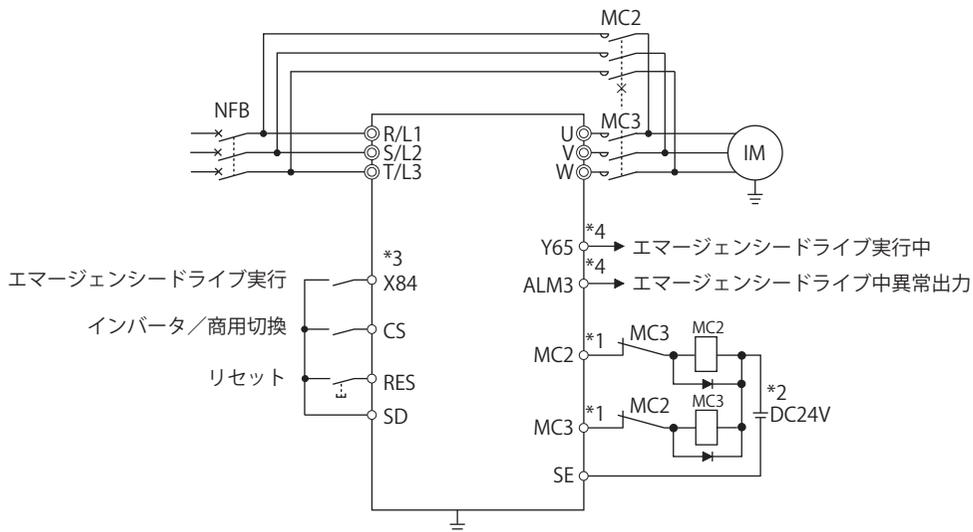 MC2
NFB
MC3
R/L1
S/L2
T/L3
U
V
W
IM
*4
Y65
エマージェンシードライブ実行中
*3
エマージェンシードライブ実行
X84
*4
ALM3
エマージェンシードライブ中異常出力
インバータ／商用切換
CS
*1
MC2
MC3
MC2
リセット
RES
*2
DC24V
SD
*1
MC3
MC2
MC3
SE